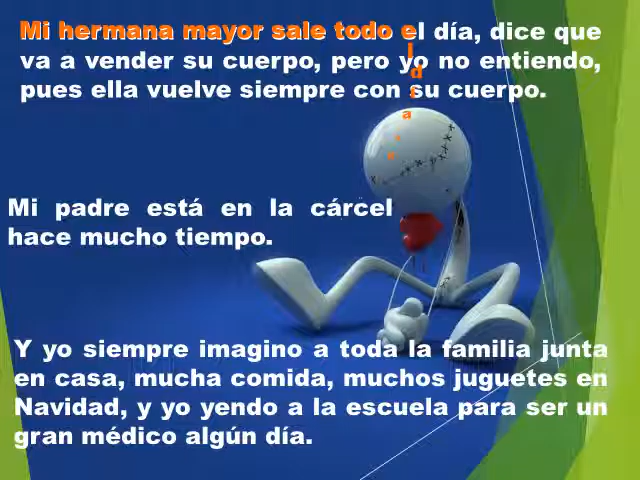 Mi hermana mayor sale todo el día, dice que
va a vender su cuerpo, pero yo no entiendo,
pues ella vuelve siempre con su cuerpo.
Mi padre está en la cárcel
hace mucho tiempo.
Y yo siempre imagino a toda la familia junta
en casa, mucha comida, muchos juguetes en
Navidad, y yo yendo a la escuela para ser un
gran médico algún día.